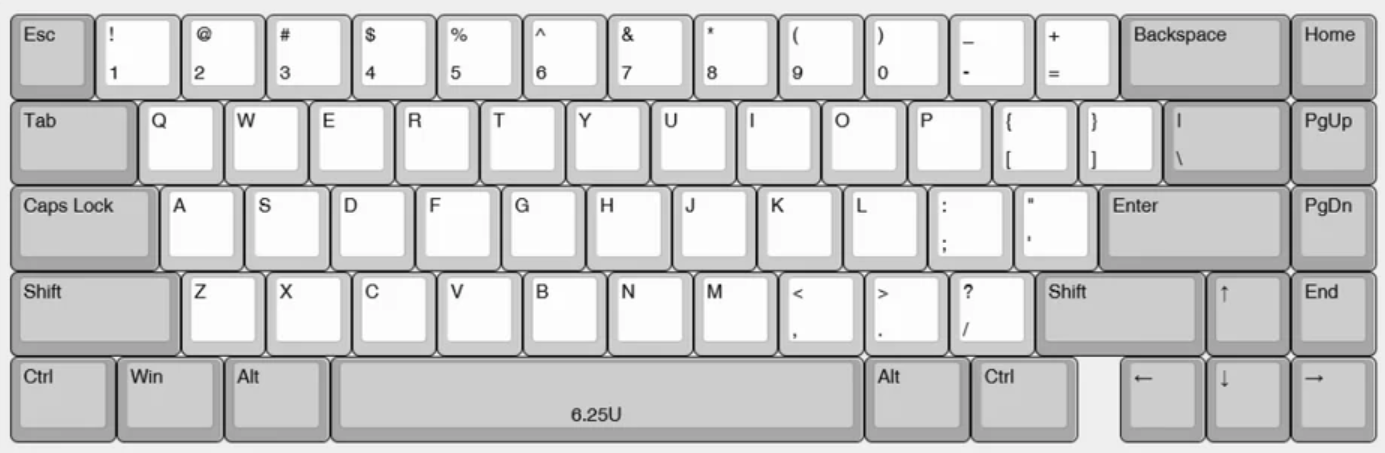 Esc ! @ # $ % ^ & * ( ) _ + Backspace Home
1 2 3 4 5 6 7 8 9 0 - =
Tab Q W E R T Y U I O P { } | PgUp
[ ] \
Caps Lock A S D F G H J K L : " Enter PgDn
; '
Shift Z X C V B N M < > ? Shift ↑ End
, . /
Ctrl Win Alt Alt Ctrl ← ↓ →
6.25U